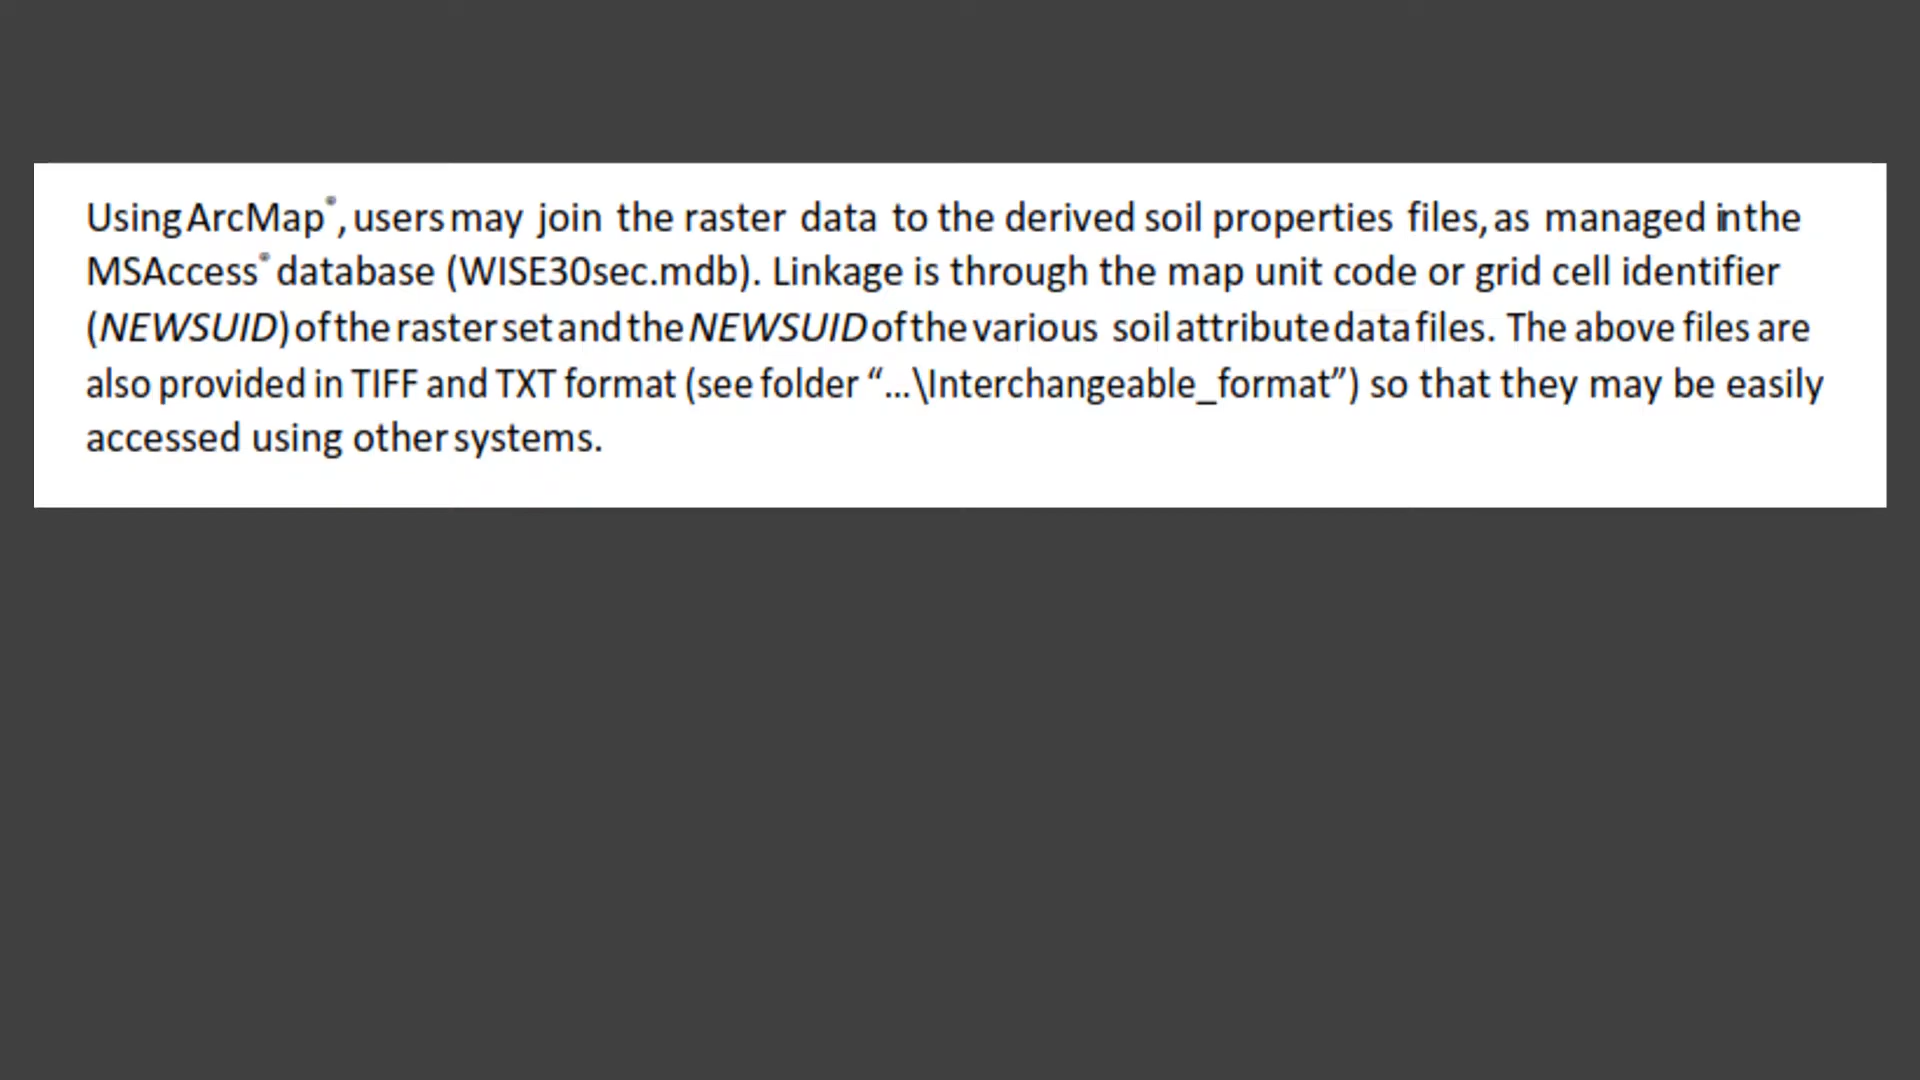 Using ArcMap®, users may join the raster data to the derived soil properties files, as managed in the
MSAccess® database (WISE30sec.mdb). Linkage is through the map unit code or grid cell identifier
(NEWSUID) of the raster set and the NEWSUID of the various soil attribute data files. The above files are
also provided in TIFF and TXT format (see folder “...\Interchangeable_format”) so that they may be easily
accessed using other systems.